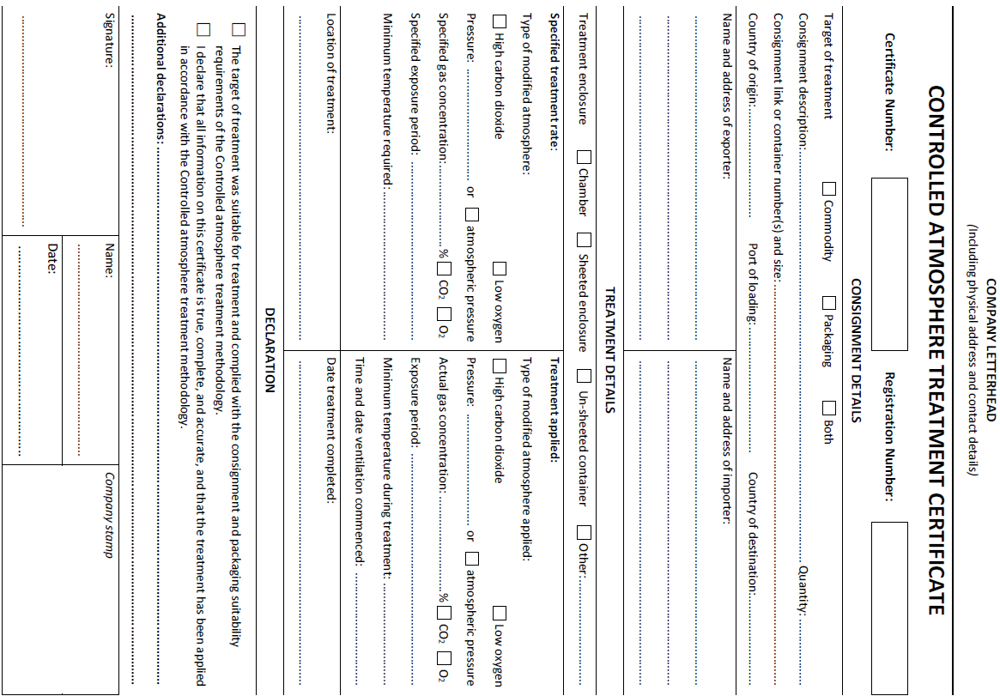 COMPANY LETTERHEAD
(Including physical address and contact details)
CONTROLLED ATMOSPHERE TREATMENT CERTIFICATE
Certificate Number:
Registration Number:
CONSIGNMENT DETAILS
Target of treatment Commodity Packaging Both
Consignment description: Quantity:
Consignment link or container number(s) and size:
Country of origin: Port of loading: Country of destination:
Name and address of exporter:
Name and address of importer:
TREATMENT DETAILS
Treatment enclosure Chamber Sheeted enclosure Un-sheeted container Other:
Specified treatment rate:
Type of modified atmosphere:
High carbon dioxide Low oxygen
Pressure: or atmospheric pressure
Specified gas concentration: % CO₂ O₂
Specified exposure period:
Minimum temperature required:
Treatment applied:
Type of modified atmosphere applied:
High carbon dioxide Low oxygen
Pressure: or atmospheric pressure
Actual gas concentration: % CO₂ O₂
Exposure period:
Minimum temperature during treatment:
Time and date ventilation commenced:
Location of treatment:
Date treatment completed:
DECLARATION
The target of treatment was suitable for treatment and complied with the consignment and packaging suitability
requirements of the Controlled atmosphere treatment methodology.
I declare that all information on this certificate is true, complete, and accurate, and that the treatment has been applied
in accordance with the Controlled atmosphere treatment methodology.
Additional declarations:
Signature:
Name:
Date:
Company stamp